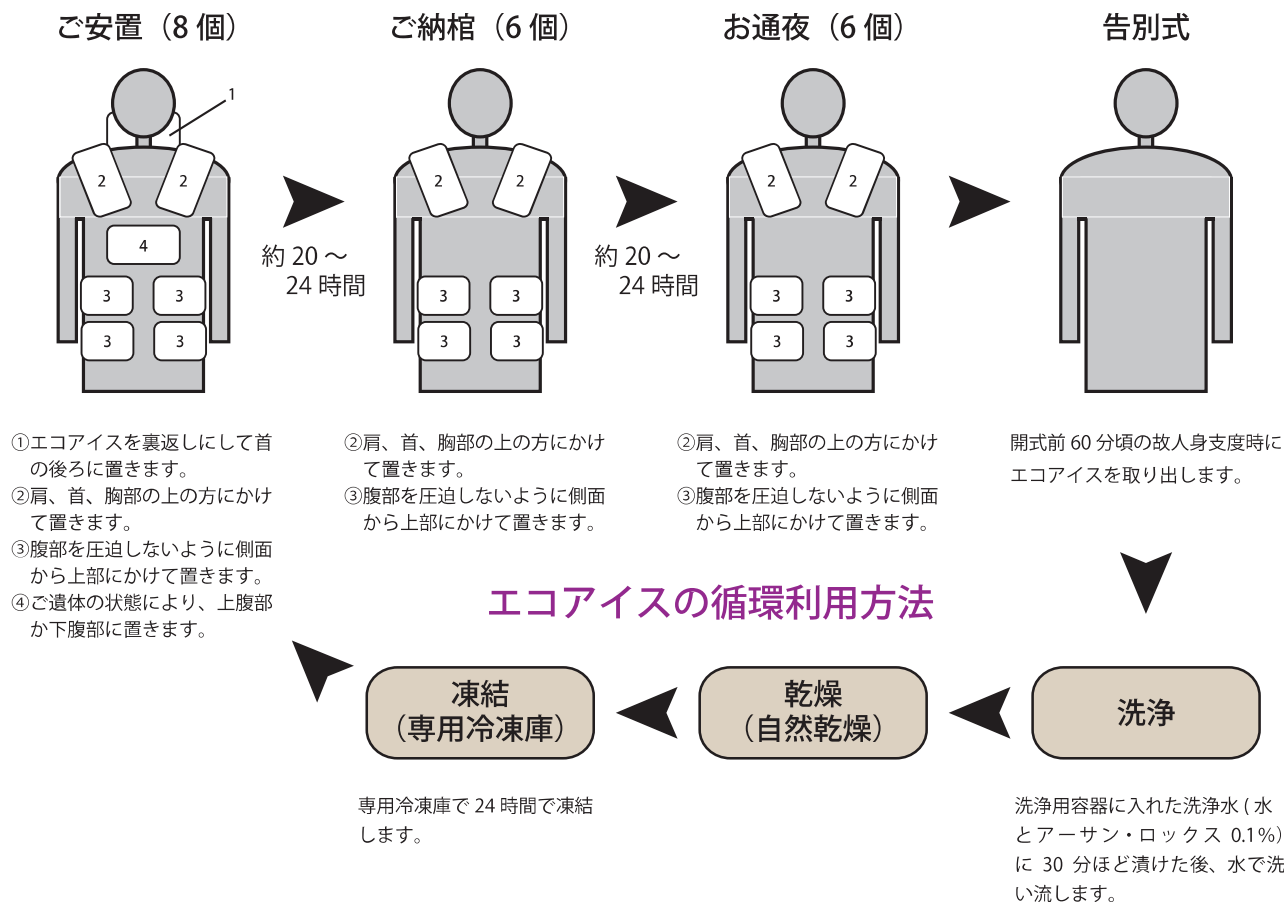 ご安置（8 個）
1
2
2
4
3
3
3
3
約 20 ～
24 時間
①エコアイスを裏返しにして首
の後ろに置きます。
②肩、首、胸部の上の方にかけ
て置きます。
③腹部を圧迫しないように側面
から上部にかけて置きます。
④ご遺体の状態により、上腹部
か下腹部に置きます。
ご納棺（6 個）
2
2
3
3
3
3
約 20 ～
24 時間
②肩、首、胸部の上の方にかけ
て置きます。
③腹部を圧迫しないように側面
から上部にかけて置きます。
お通夜（6 個）
2
2
3
3
3
3
②肩、首、胸部の上の方にかけ
て置きます。
③腹部を圧迫しないように側面
から上部にかけて置きます。
告別式
開式前 60 分頃の故人身支度時に
エコアイスを取り出します。
エコアイスの循環利用方法
洗浄
洗浄用容器に入れた洗浄水 ( 水
とアーサン・ロックス 0.1%)
に 30 分ほど漬けた後、水で洗
い流します。
乾燥
（自然乾燥）
凍結
（専用冷凍庫）
専用冷凍庫で 24 時間で凍結
します。